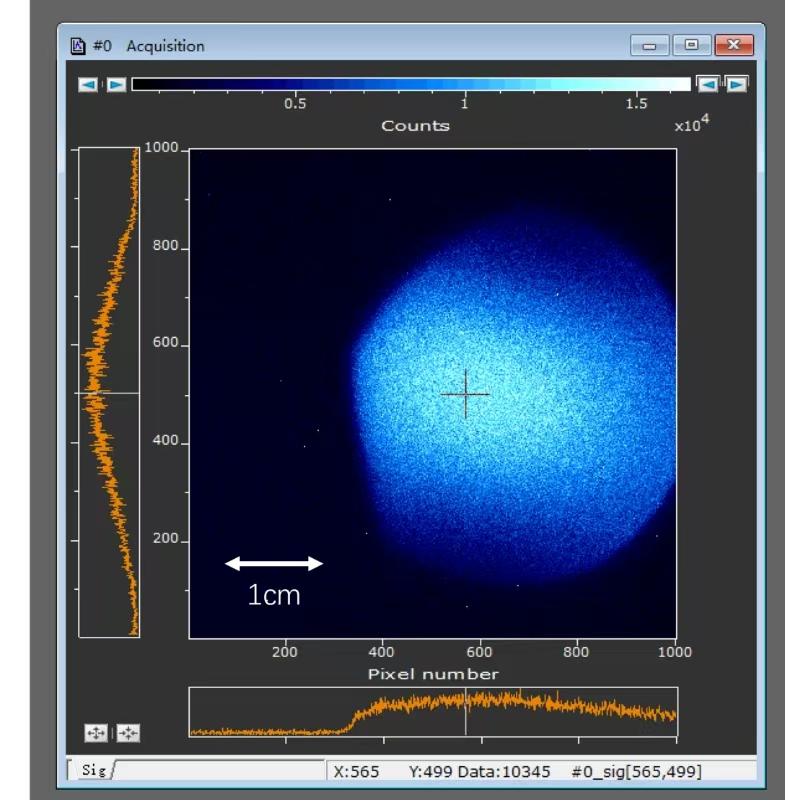 #0 Acquisition
0.5 1 1.5
Counts x10⁴
1000
800
600
400
200
1cm
200 400 600 800 1000
Pixel number
Sig X:565 Y:499 Data:10345 #0_sig[565,499]